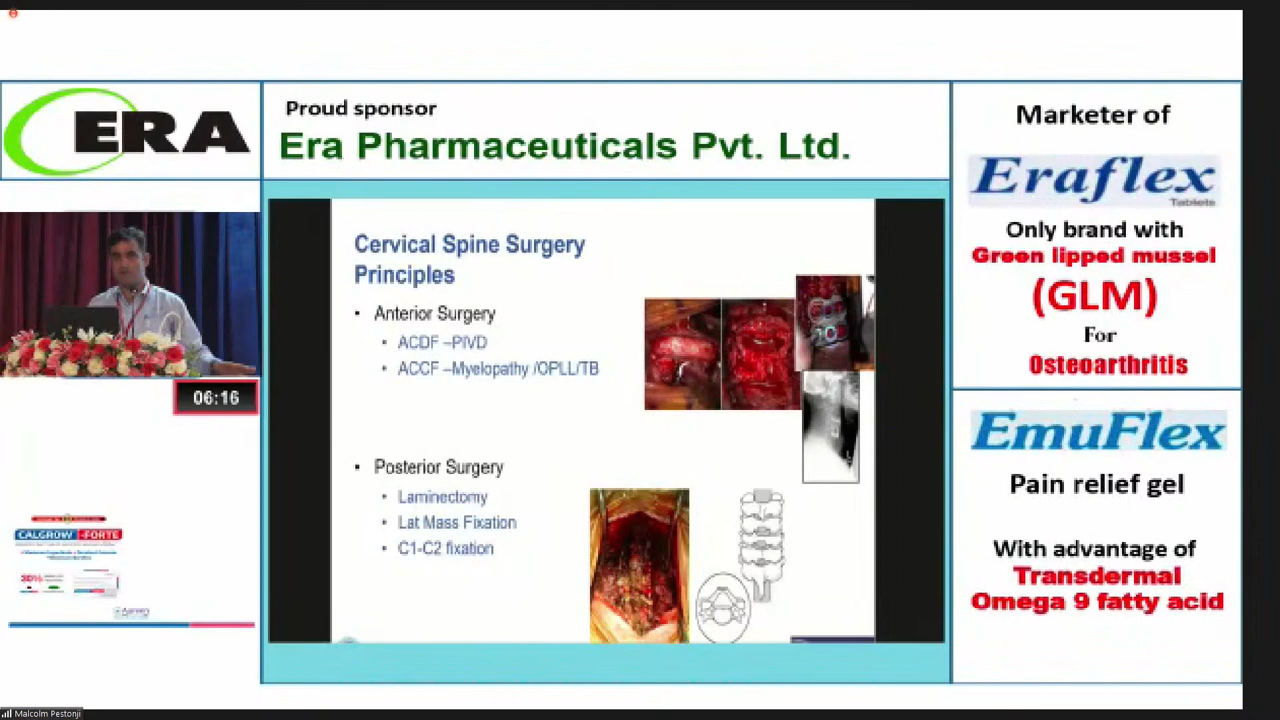 ERA
Proud sponsor
Era Pharmaceuticals Pvt. Ltd.
06:16
CALGROW -FORTE
30%
Cervical Spine Surgery
Principles
• Anterior Surgery
• ACDF –PIVD
• ACCF –Myelopathy /OPLL/TB
• Posterior Surgery
• Laminectomy
• Lat Mass Fixation
• C1-C2 fixation
Marketer of
Eraflex
Tablets
Only brand with
Green lipped mussel
(GLM)
For
Osteoarthritis
EmuFlex
Pain relief gel
With advantage of
Transdermal
Omega 9 fatty acid
Malcolm Pestonji